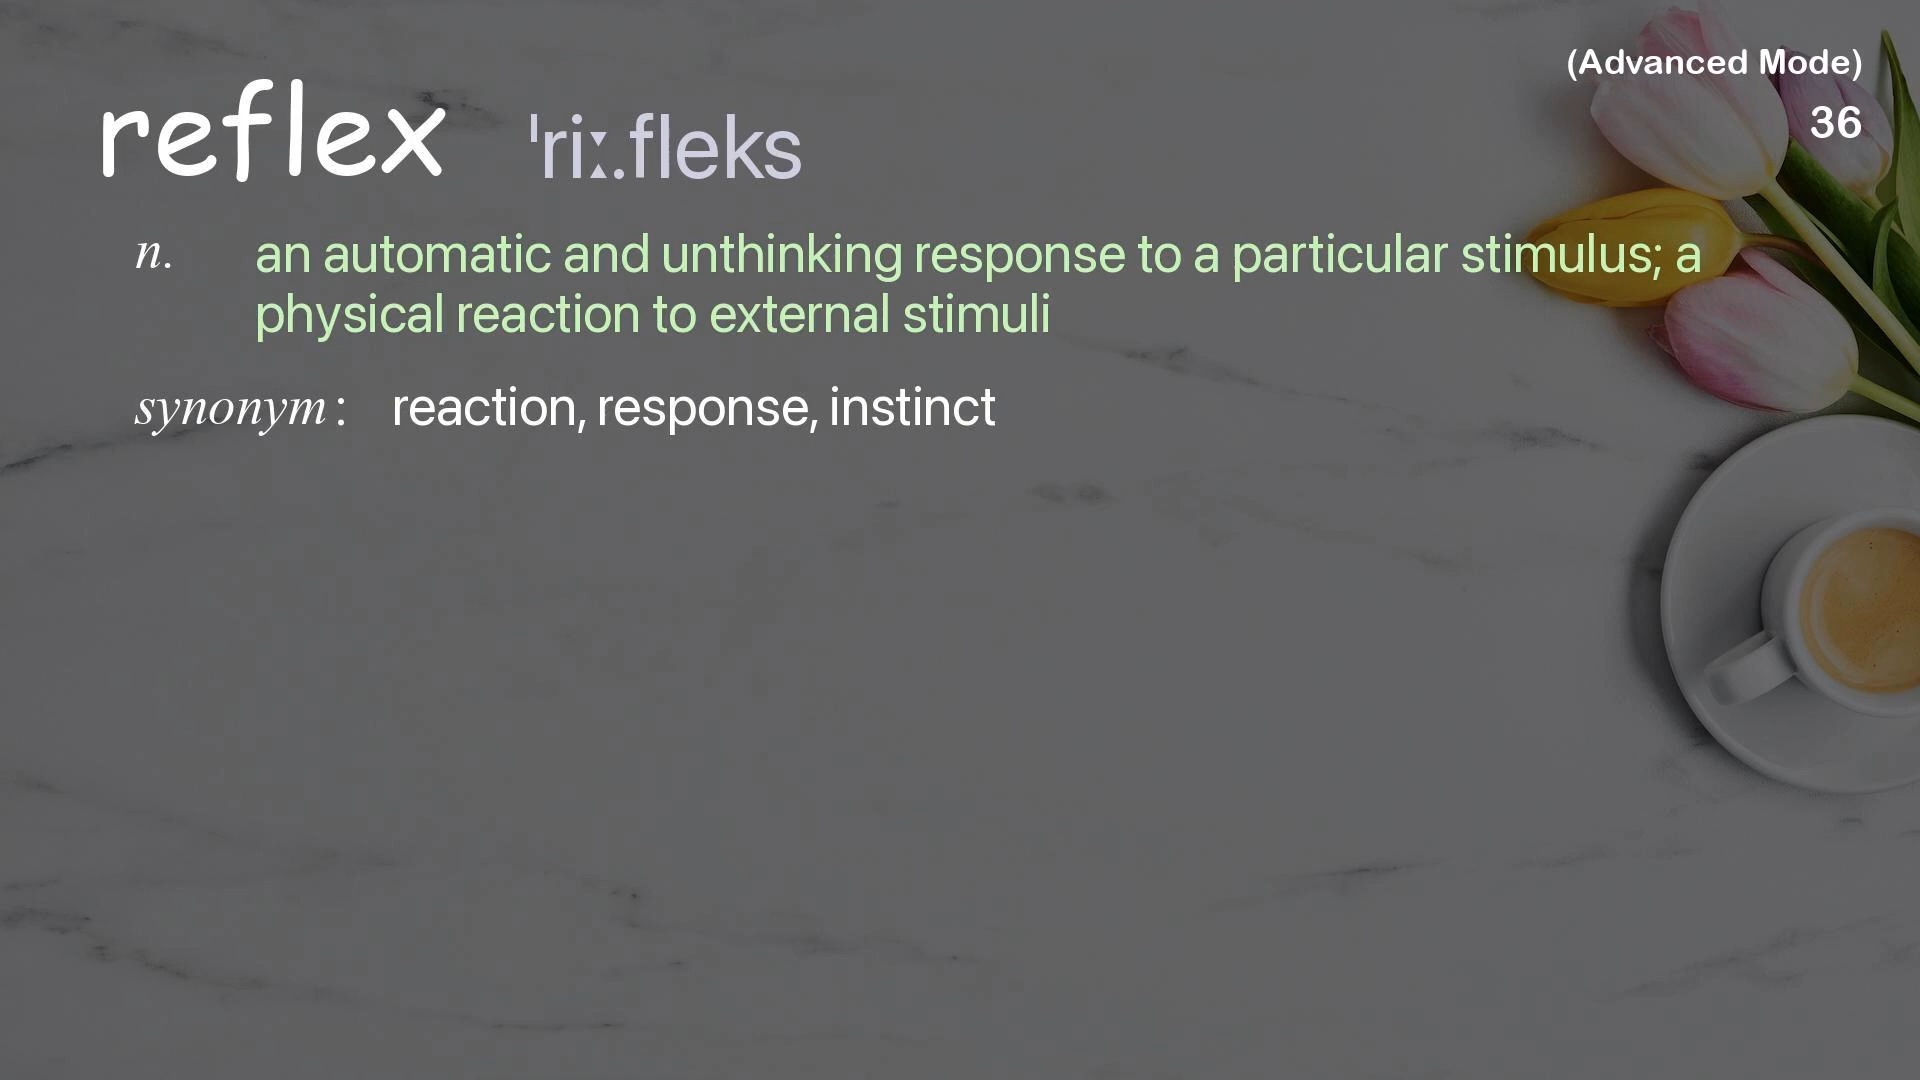 (Advanced Mode)
36
reflex ˈriː.fleks
n. an automatic and unthinking response to a particular stimulus; a
physical reaction to external stimuli
synonym : reaction, response, instinct